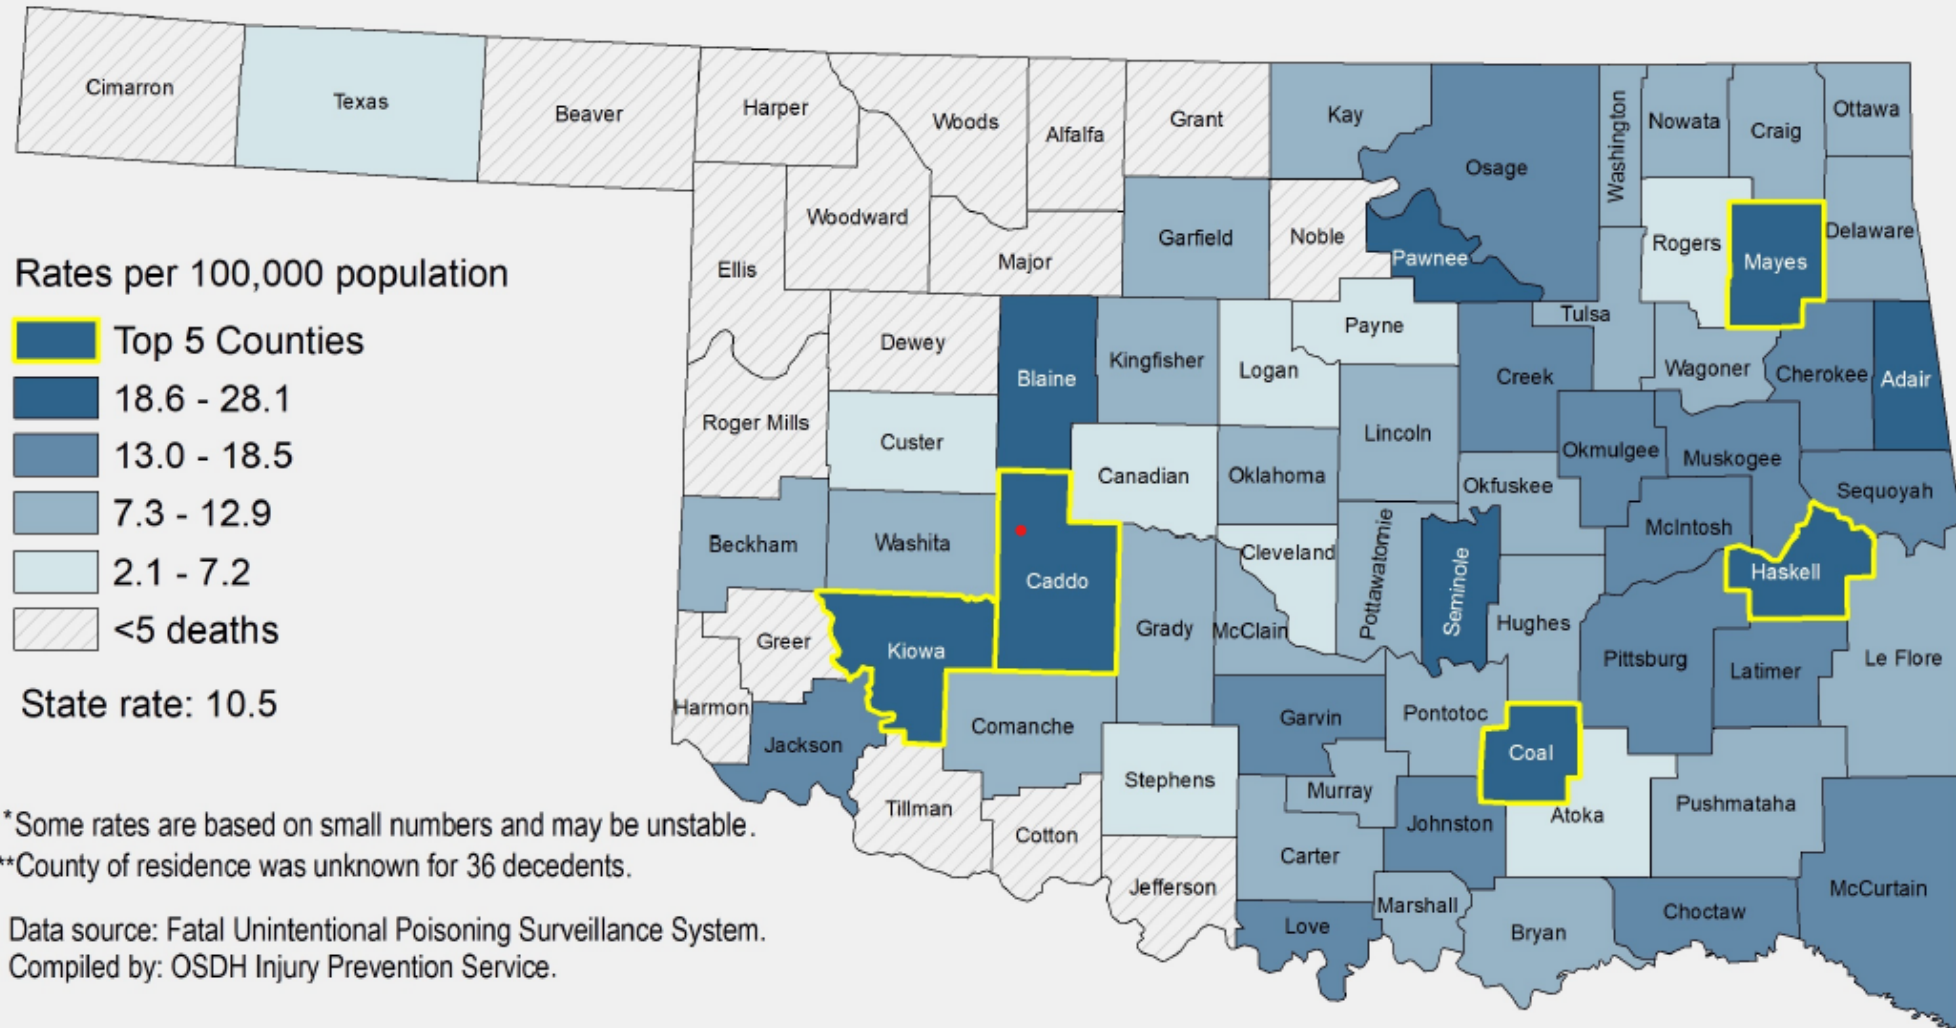 Cimarron
Texas
Beaver
Harper
Woods
Alfalfa
Grant
Kay
Osage
Washington
Nowata
Craig
Ottawa
Woodward
Ellis
Major
Garfield
Noble
Pawnee
Rogers
Mayes
Delaware
Rates per 100,000 population
Top 5 Counties
18.6 - 28.1
13.0 - 18.5
7.3 - 12.9
2.1 - 7.2
<5 deaths
State rate: 10.5
Dewey
Blaine
Kingfisher
Logan
Payne
Creek
Tulsa
Wagoner
Cherokee
Adair
Roger Mills
Custer
Canadian
Oklahoma
Lincoln
Okfuskee
Okmulgee
Muskogee
Sequoyah
Beckham
Washita
Caddo
Cleveland
Pottawatomie
Seminole
Hughes
McIntosh
Haskell
Greer
Kiowa
Grady
McClain
Pittsburg
Latimer
Le Flore
Harmon
Jackson
Comanche
Garvin
Pontotoc
Coal
Tillman
Cotton
Stephens
Murray
Johnston
Atoka
Pushmataha
Jefferson
Carter
Love
Marshall
Bryan
Choctaw
McCurtain
*Some rates are based on small numbers and may be unstable.
**County of residence was unknown for 36 decedents.
Data source: Fatal Unintentional Poisoning Surveillance System.
Compiled by: OSDH Injury Prevention Service.